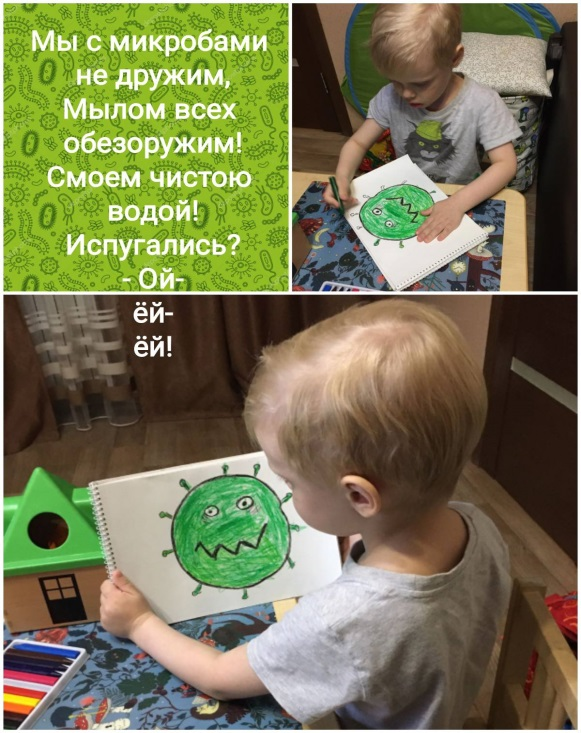 Мы с микробами
не дружим,
Мылом всех
обезоружим!
Смоем чистою
водой!
Испугались?
- Ой-
ёй-
ёй!